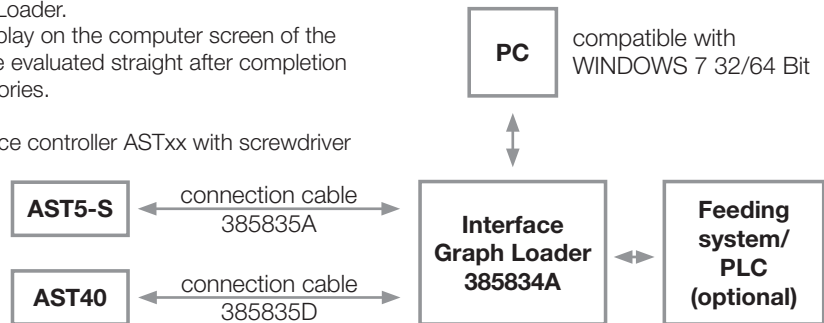 Loader.
play on the computer screen of the
e evaluated straight after completion
ories.
ce controller ASTxx with screwdriver
PC
compatible with
WINDOWS 7 32/64 Bit
AST5-S
connection cable
385835A
AST40
connection cable
385835D
Interface
Graph Loader
385834A
Feeding
system/
PLC
(optional)